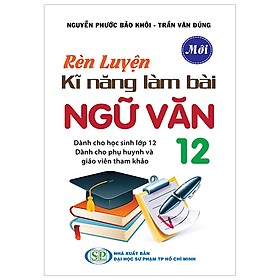 NGUYỄN PHƯỚC BẢO KHÔI - TRẦN VĂN ĐÚNG
Mới
Rèn Luyện
Kĩ năng làm bài
NGỮ VĂN
12
Dành cho học sinh lớp 12
Dành cho phụ huynh và
giáo viên tham khảo
SP
NHÀ XUẤT BẢN
ĐẠI HỌC SƯ PHẠM TP HỒ CHÍ MINH